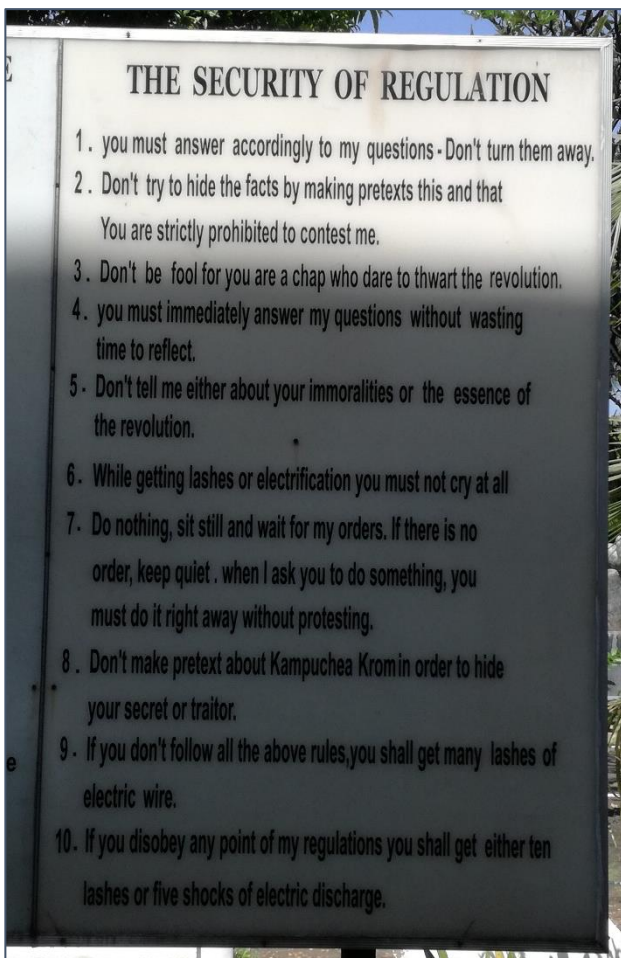 E
THE SECURITY OF REGULATION
1. you must answer accordingly to my questions - Don't turn them away.
2. Don't try to hide the facts by making pretexts this and that
You are strictly prohibited to contest me.
3. Don't be fool for you are a chap who dare to thwart the revolution.
4. you must immediately answer my questions without wasting
time to reflect.
5. Don't tell me either about your immoralities or the essence of
the revolution.
6. While getting lashes or electrification you must not cry at all
7. Do nothing, sit still and wait for my orders. If there is no
order, keep quiet. when I ask you to do something, you
must do it right away without protesting.
8. Don't make pretext about Kampuchea Krom in order to hide
your secret or traitor.
e
9. If you don't follow all the above rules,you shall get many lashes of
electric wire.
10. If you disobey any point of my regulations you shall get either ten
lashes or five shocks of electric discharge.